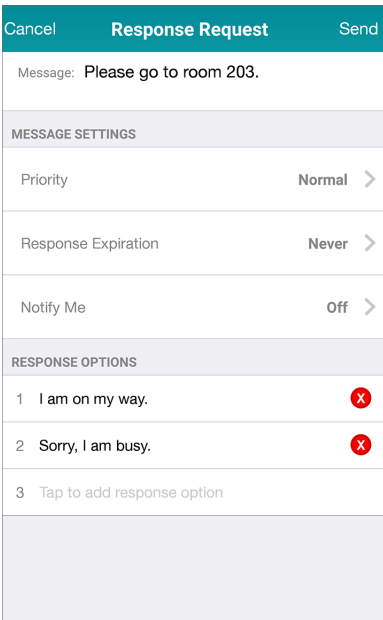 Cancel Response Request Send
Message: Please go to room 203.
MESSAGE SETTINGS
Priority Normal
Response Expiration Never
Notify Me Off
RESPONSE OPTIONS
1 I am on my way. X
2 Sorry, I am busy. X
3 Tap to add response option